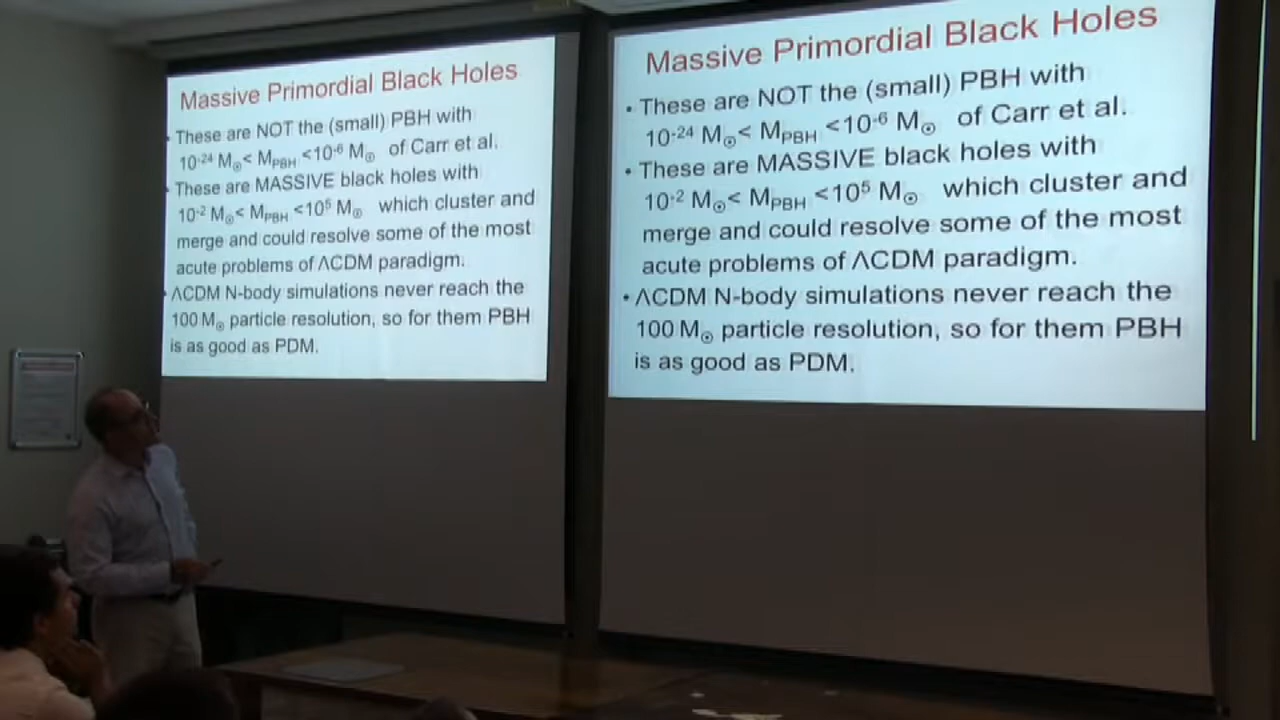 Massive Primordial Black Holes
These are NOT the (small) PBH with
10⁻²⁴ M☉< M_PBH <10⁻⁶ M☉ of Carr et al.
These are MASSIVE black holes with
10⁻² M☉< M_PBH <10⁵ M☉ which cluster and
merge and could resolve some of the most
acute problems of ΛCDM paradigm.
ΛCDM N-body simulations never reach the
100 M☉ particle resolution, so for them PBH
is as good as PDM.
Massive Primordial Black Holes
• These are NOT the (small) PBH with
10⁻²⁴ M☉< M_PBH <10⁻⁶ M☉ of Carr et al.
• These are MASSIVE black holes with
10⁻² M☉< M_PBH <10⁵ M☉ which cluster and
merge and could resolve some of the most
acute problems of ΛCDM paradigm.
• ΛCDM N-body simulations never reach the
100 M☉ particle resolution, so for them PBH
is as good as PDM.